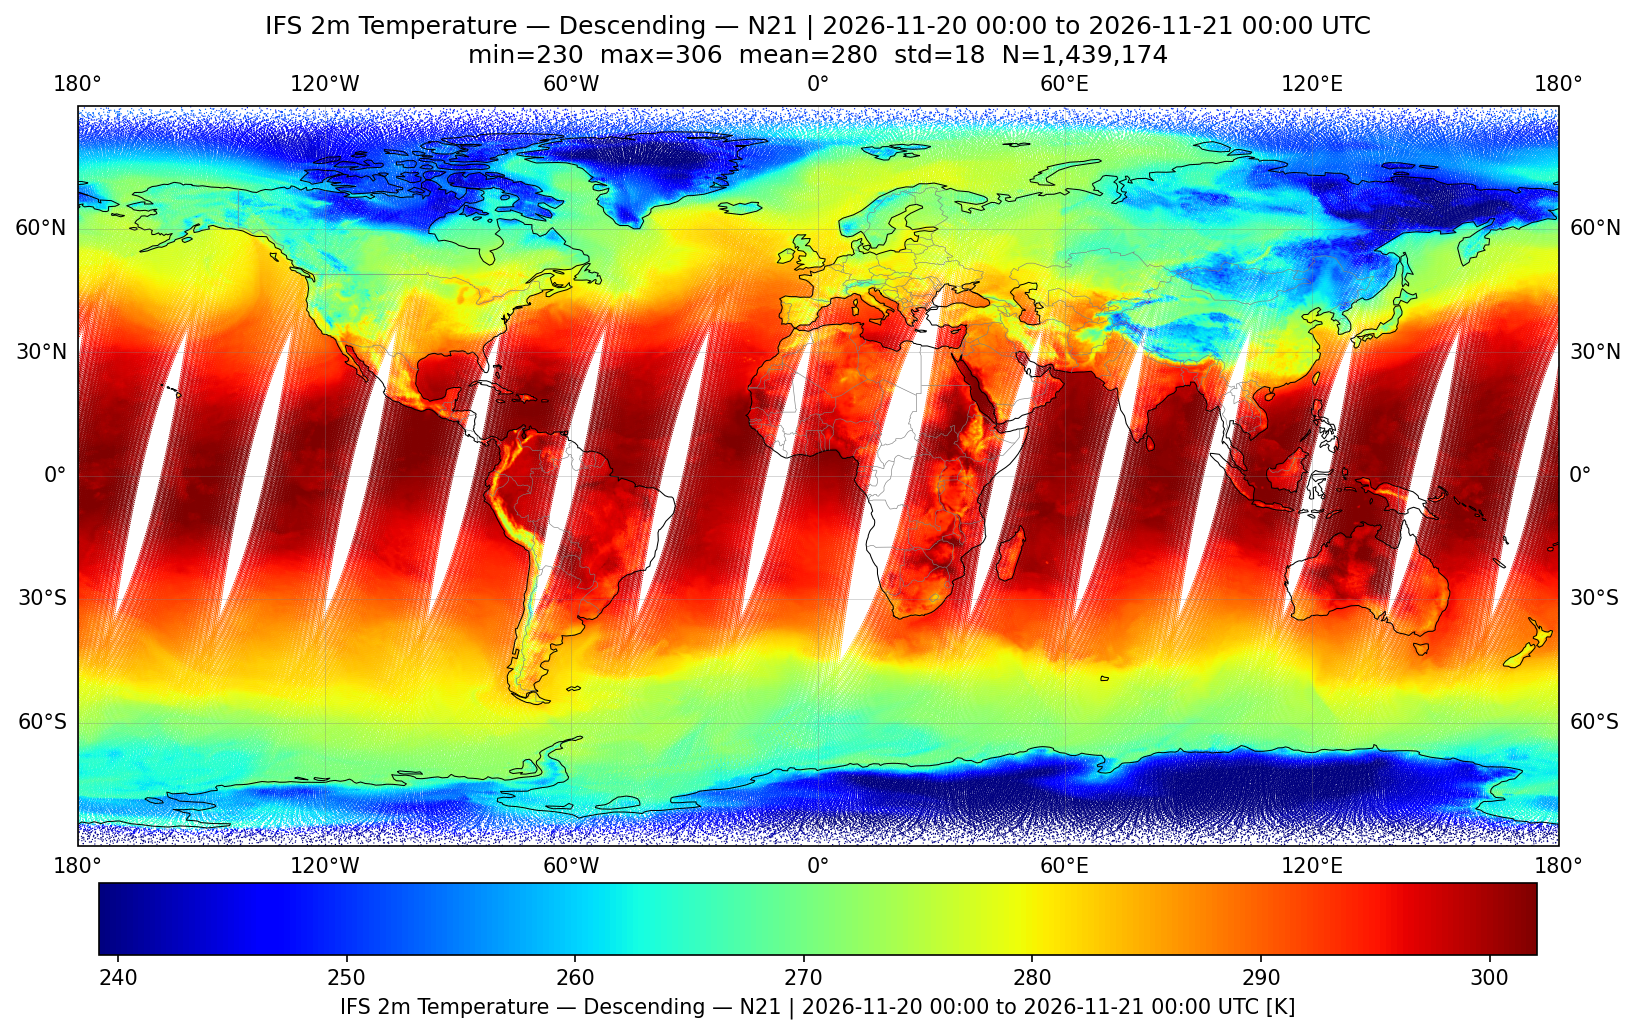 IFS 2m Temperature — Descending — N21 | 2026-11-20 00:00 to 2026-11-21 00:00 UTC
min=230 max=306 mean=280 std=18 N=1,439,174
180° 120°W 60°W 0° 60°E 120°E 180°
60°N 60°N
30°N 30°N
0° 0°
30°S 30°S
60°S 60°S
180° 120°W 60°W 0° 60°E 120°E 180°
240 250 260 270 280 290 300
IFS 2m Temperature — Descending — N21 | 2026-11-20 00:00 to 2026-11-21 00:00 UTC [K]